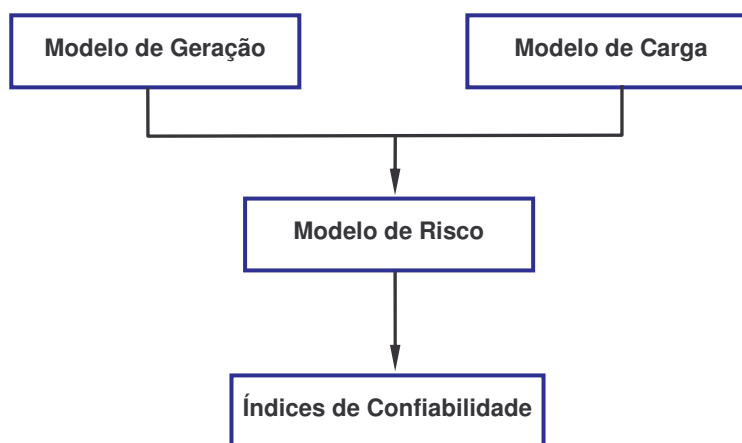 Modelo de Geração
Modelo de Carga
Modelo de Risco
Índices de Confiabilidade